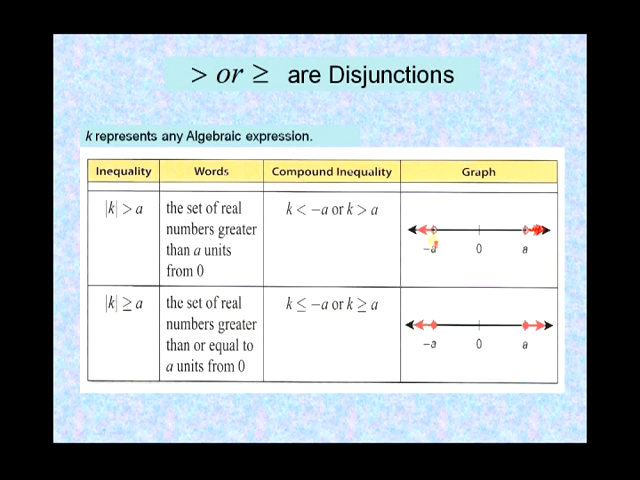 > or ≥ are Disjunctions
k represents any Algebraic expression.
Inequality Words Compound Inequality Graph
|k| > a
the set of real
numbers greater
than a units
from 0
k < −a or k > a
−a 0 a
|k| ≥ a
the set of real
numbers greater
than or equal to
a units from 0
k ≤ −a or k ≥ a
−a 0 a